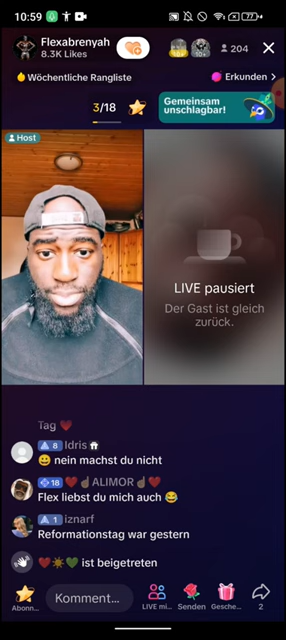 10:59
77
Flexabrenyah
8.3K Likes
204
Wöchentliche Rangliste
Erkunden >
3/18
Gemeinsam
unschlagbar!
Host
LIVE pausiert
Der Gast ist gleich
zurück.
Tag ❤️
8 Idris 🏠
😀 nein machst du nicht
18 ❤️☝🏿ALIMOR☝🏿❤️
Flex liebst du mich auch 😂
1 iznarf
Reformationstag war gestern
❤️☀️💚 ist beigetreten
Abonn...
Komment...
LIVE mi...
Senden
Gesche...
2